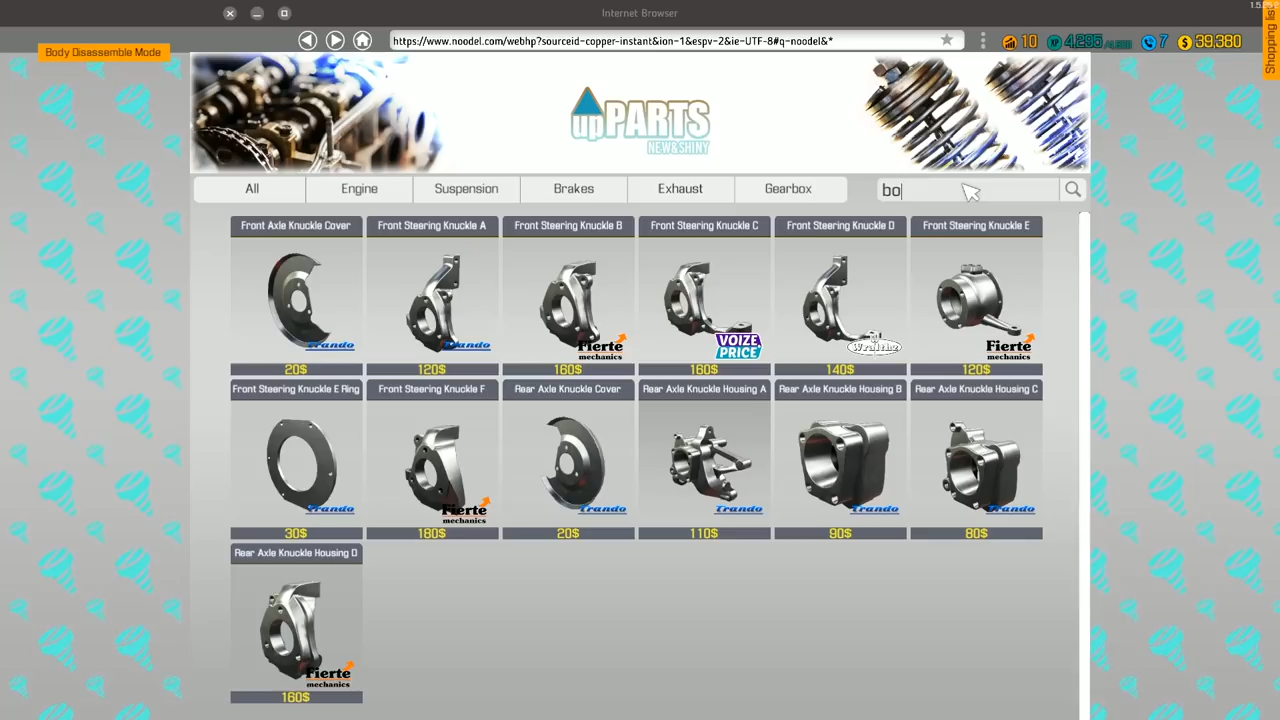 Internet Browser
1.5.
Body Disassemble Mode
https://www.noodel.com/webhp?sourceid-copper-instant&ion-1&espv-2&ie-UTF-8#q-noodel&*
10
4,295
7
39,380
Shopping list
upPARTS
NEW&SHINY
All
Engine
Suspension
Brakes
Exhaust
Gearbox
bo
Front Axle Knuckle Cover
Front Steering Knuckle A
Front Steering Knuckle B
Front Steering Knuckle C
Front Steering Knuckle D
Front Steering Knuckle E
Trando
Trando
Fierte mechanics
VOIZE PRICE
Wealthe
Fierte mechanics
20$
120$
160$
160$
140$
120$
Front Steering Knuckle E Ring
Front Steering Knuckle F
Rear Axle Knuckle Cover
Rear Axle Knuckle Housing A
Rear Axle Knuckle Housing B
Rear Axle Knuckle Housing C
Trando
Fierte mechanics
Trando
Trando
Trando
Trando
30$
180$
20$
110$
90$
80$
Rear Axle Knuckle Housing D
Fierte mechanics
160$